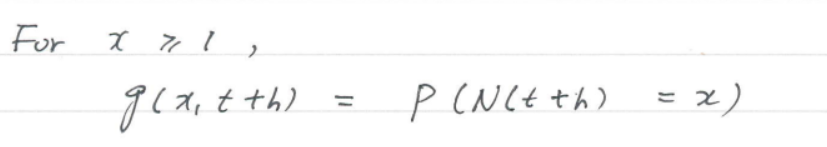 For x ≥ 1 ,
g(x, t+h) = P(N(t+h) = x)